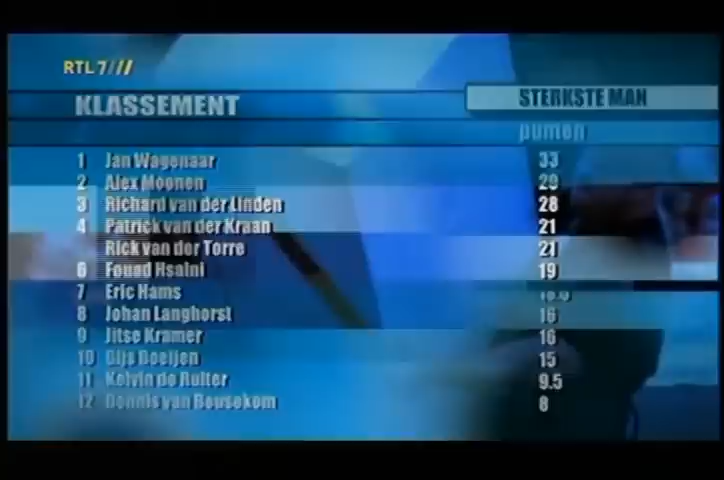 RTL 7
KLASSEMENT
STERKSTE MAN
punten
1 Jan Wagenaar 33
2 Alex Moonen 29
3 Richard van der Linden 28
4 Patrick van der Kraan 21
Rick van der Torre 21
6 Fouad Hsaini 19
7 Eric Hams
8 Johan Langhorst 16
9 Jitse Kramer 16
10 Gijs Doeijen 15
11 Kelvin de Ruiter 9.5
12 Dennis van Beusekom 8